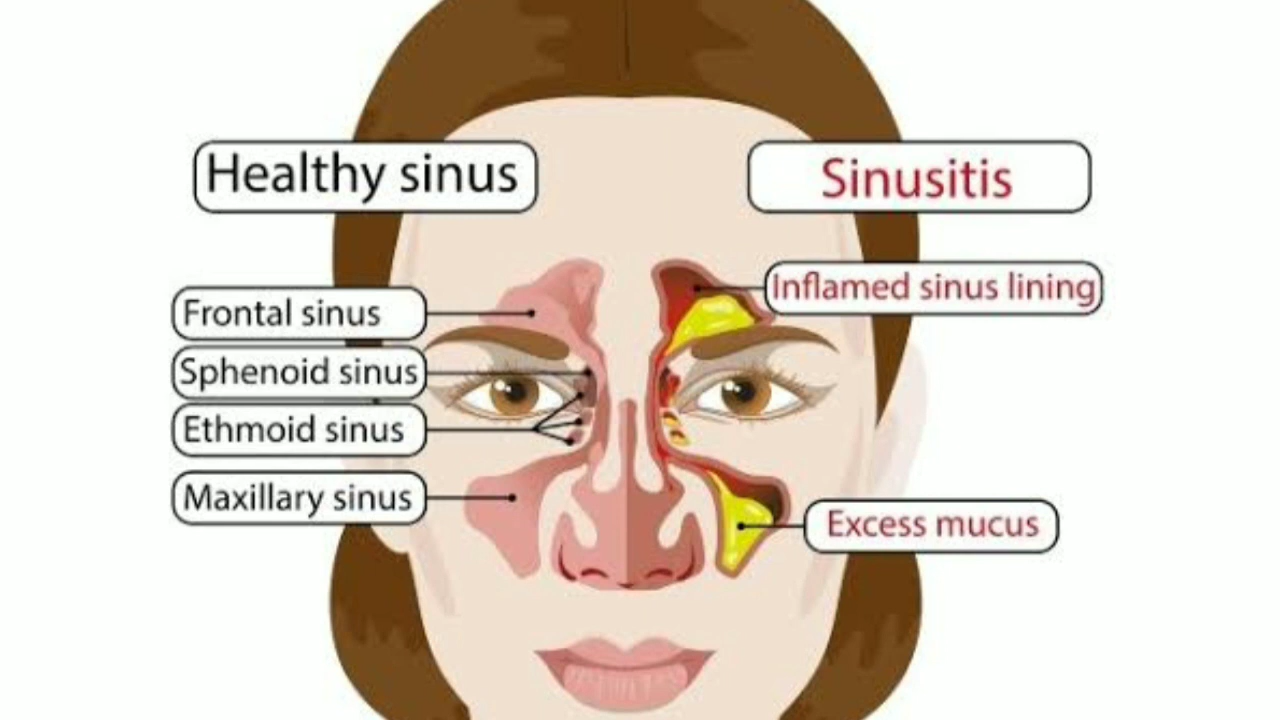 Healthy sinus
Sinusitis
Inflamed sinus lining
Frontal sinus
Sphenoid sinus
Ethmoid sinus
Maxillary sinus
Excess mucus